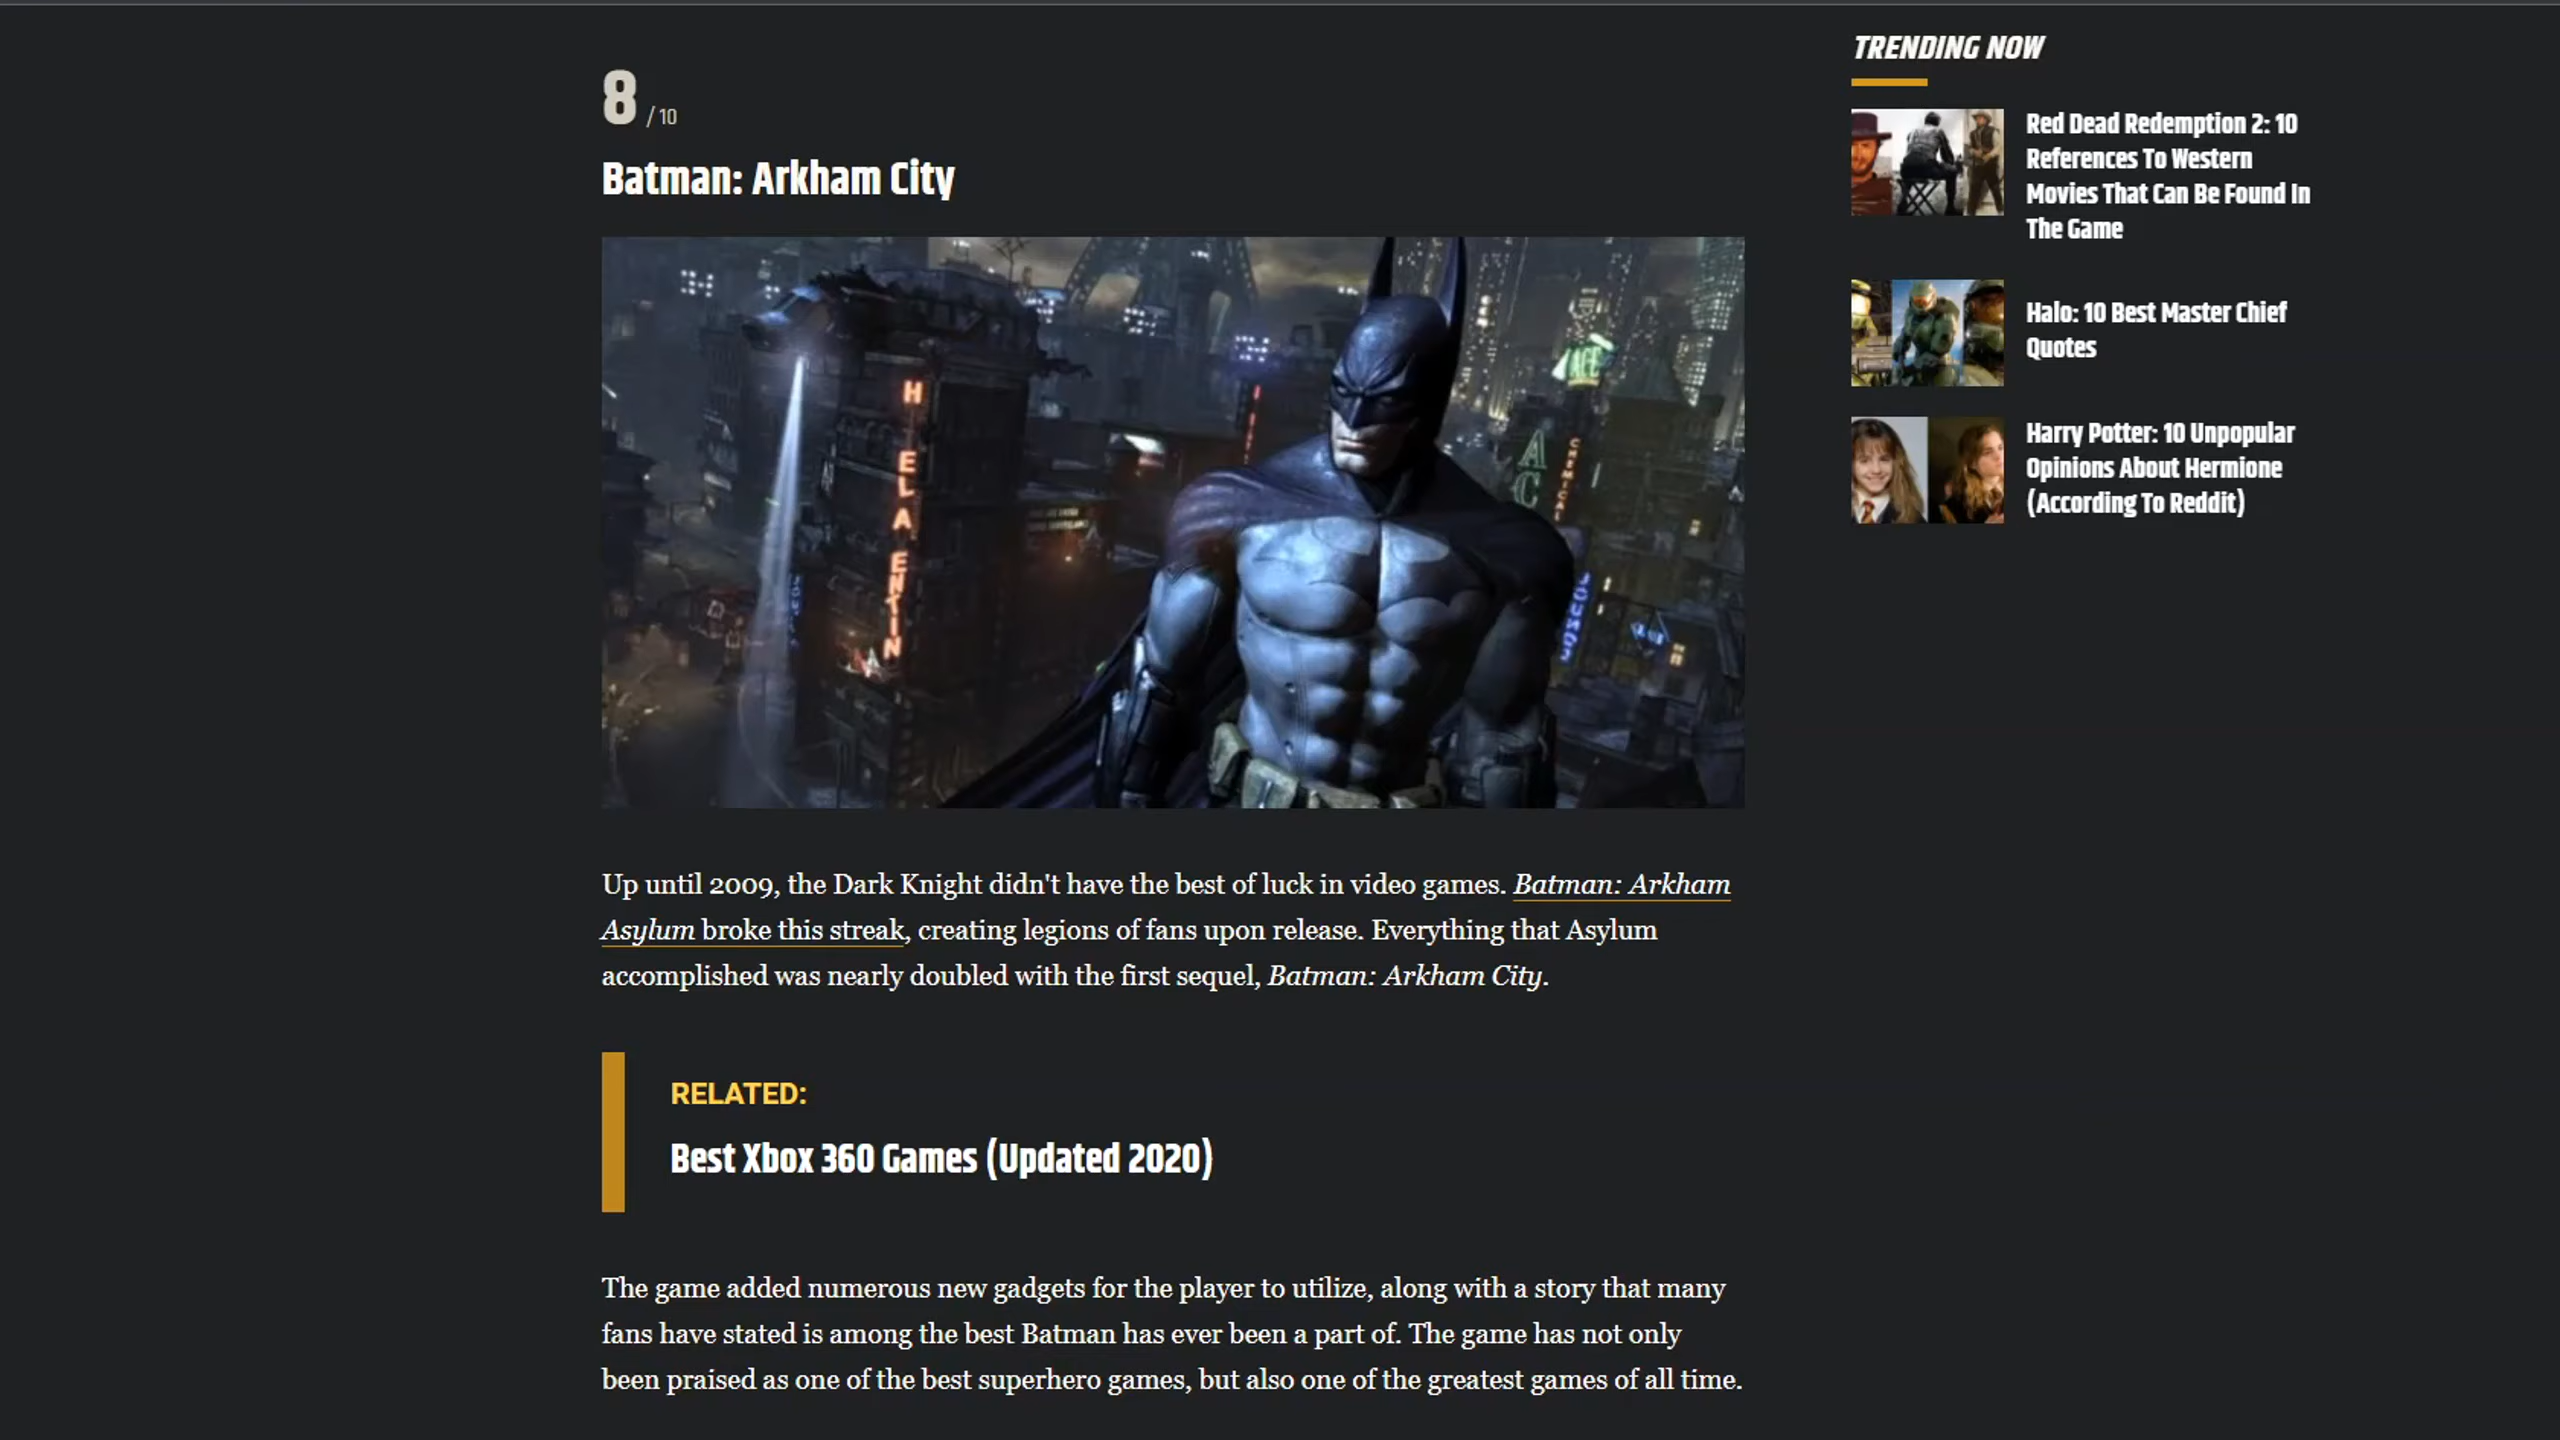 8 / 10
Batman: Arkham City
H
ELA
ENTIN
AC
CHEMICAL
Up until 2009, the Dark Knight didn't have the best of luck in video games. Batman: Arkham
Asylum broke this streak, creating legions of fans upon release. Everything that Asylum
accomplished was nearly doubled with the first sequel, Batman: Arkham City.
RELATED:
Best Xbox 360 Games (Updated 2020)
The game added numerous new gadgets for the player to utilize, along with a story that many
fans have stated is among the best Batman has ever been a part of. The game has not only
been praised as one of the best superhero games, but also one of the greatest games of all time.
TRENDING NOW
Red Dead Redemption 2: 10
References To Western
Movies That Can Be Found In
The Game
Halo: 10 Best Master Chief
Quotes
Harry Potter: 10 Unpopular
Opinions About Hermione
(According To Reddit)